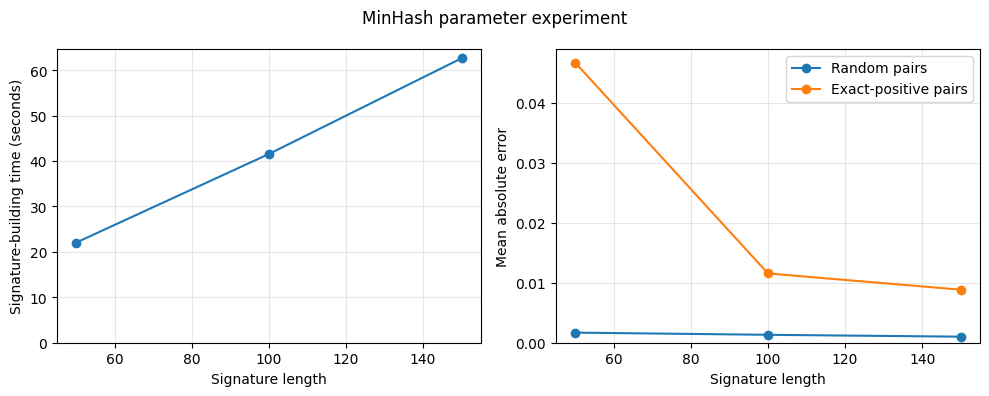 MinHash parameter experiment
Signature-building time (seconds)
60
50
40
30
20
10
0
60 80 100 120 140
Signature length
Mean absolute error
0.04
0.03
0.02
0.01
0.00
60 80 100 120 140
Signature length
Random pairs
Exact-positive pairs